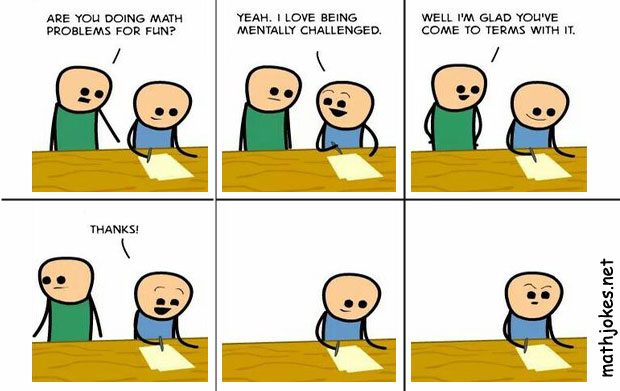 ARE YOU DOING MATH
PROBLEMS FOR FUN?
YEAH. I LOVE BEING
MENTALLY CHALLENGED.
WELL I'M GLAD YOU'VE
COME TO TERMS WITH IT.
THANKS!
mathjokes.net